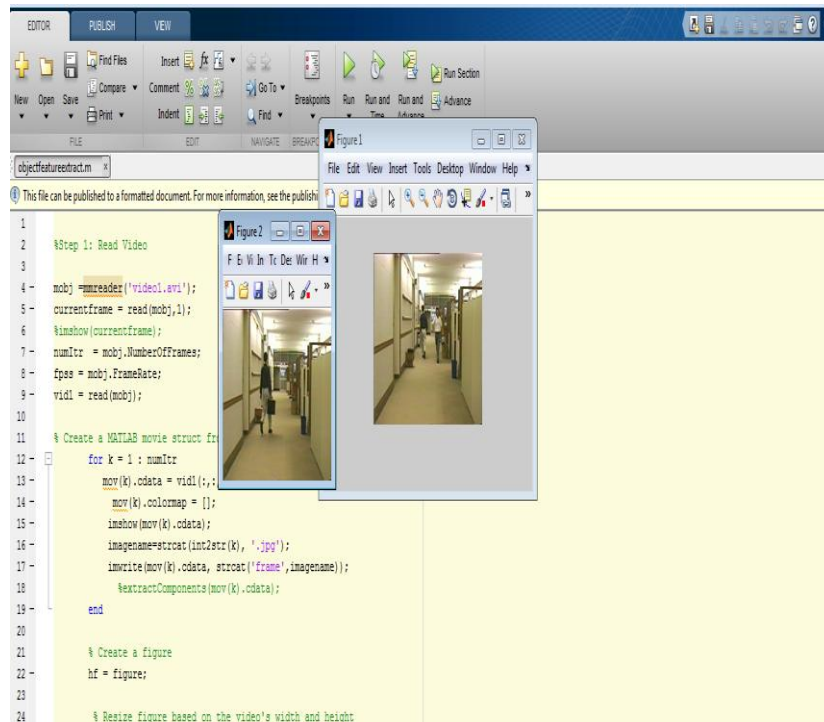 EDITOR PUBLISH VIEW
Find Files Insert fx
New Open Save Compare Comment Go To Breakpoints Run Run and Time Run and Advance Run Section
Print Indent Find Advance
FILE EDIT NAVIGATE
objectfeatureextract.m ×
This file can be published to a formatted document. For more information, see the publishi
Figure 1
File Edit View Insert Tools Desktop Window Help
Figure 2
F E Vi In Tc Des Wir H
1
2 %Step 1: Read Video
3
4 - mobj =mmreader('video1.avi');
5 - currentframe = read(mobj,1);
6 %imshow(currentframe);
7 - numItr = mobj.NumberOfFrames;
8 - fpss = mobj.FrameRate;
9 - vid1 = read(mobj);
10
11 % Create a MATLAB movie struct fr
12 - for k = 1 : numItr
13 - mov(k).cdata = vid1(:,:,
14 - mov(k).colormap = [];
15 - imshow(mov(k).cdata);
16 - imagename=strcat(int2str(k), '.jpg');
17 - imwrite(mov(k).cdata, strcat('frame',imagename));
18 %extractComponents(mov(k).cdata);
19 - end
20
21 % Create a figure
22 - hf = figure;
23
24 % Resize figure based on the video's width and height